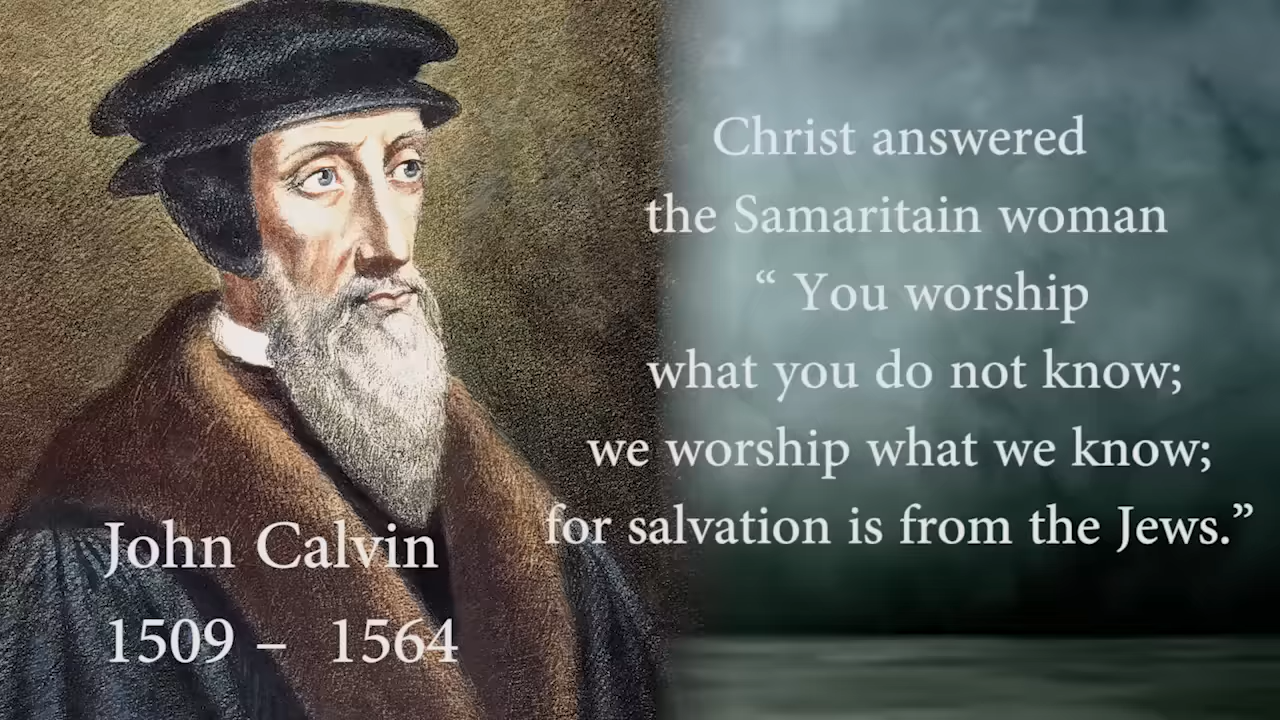 Christ answered
the Samaritain woman
“ You worship
what you do not know;
we worship what we know;
for salvation is from the Jews.”
John Calvin
1509 – 1564